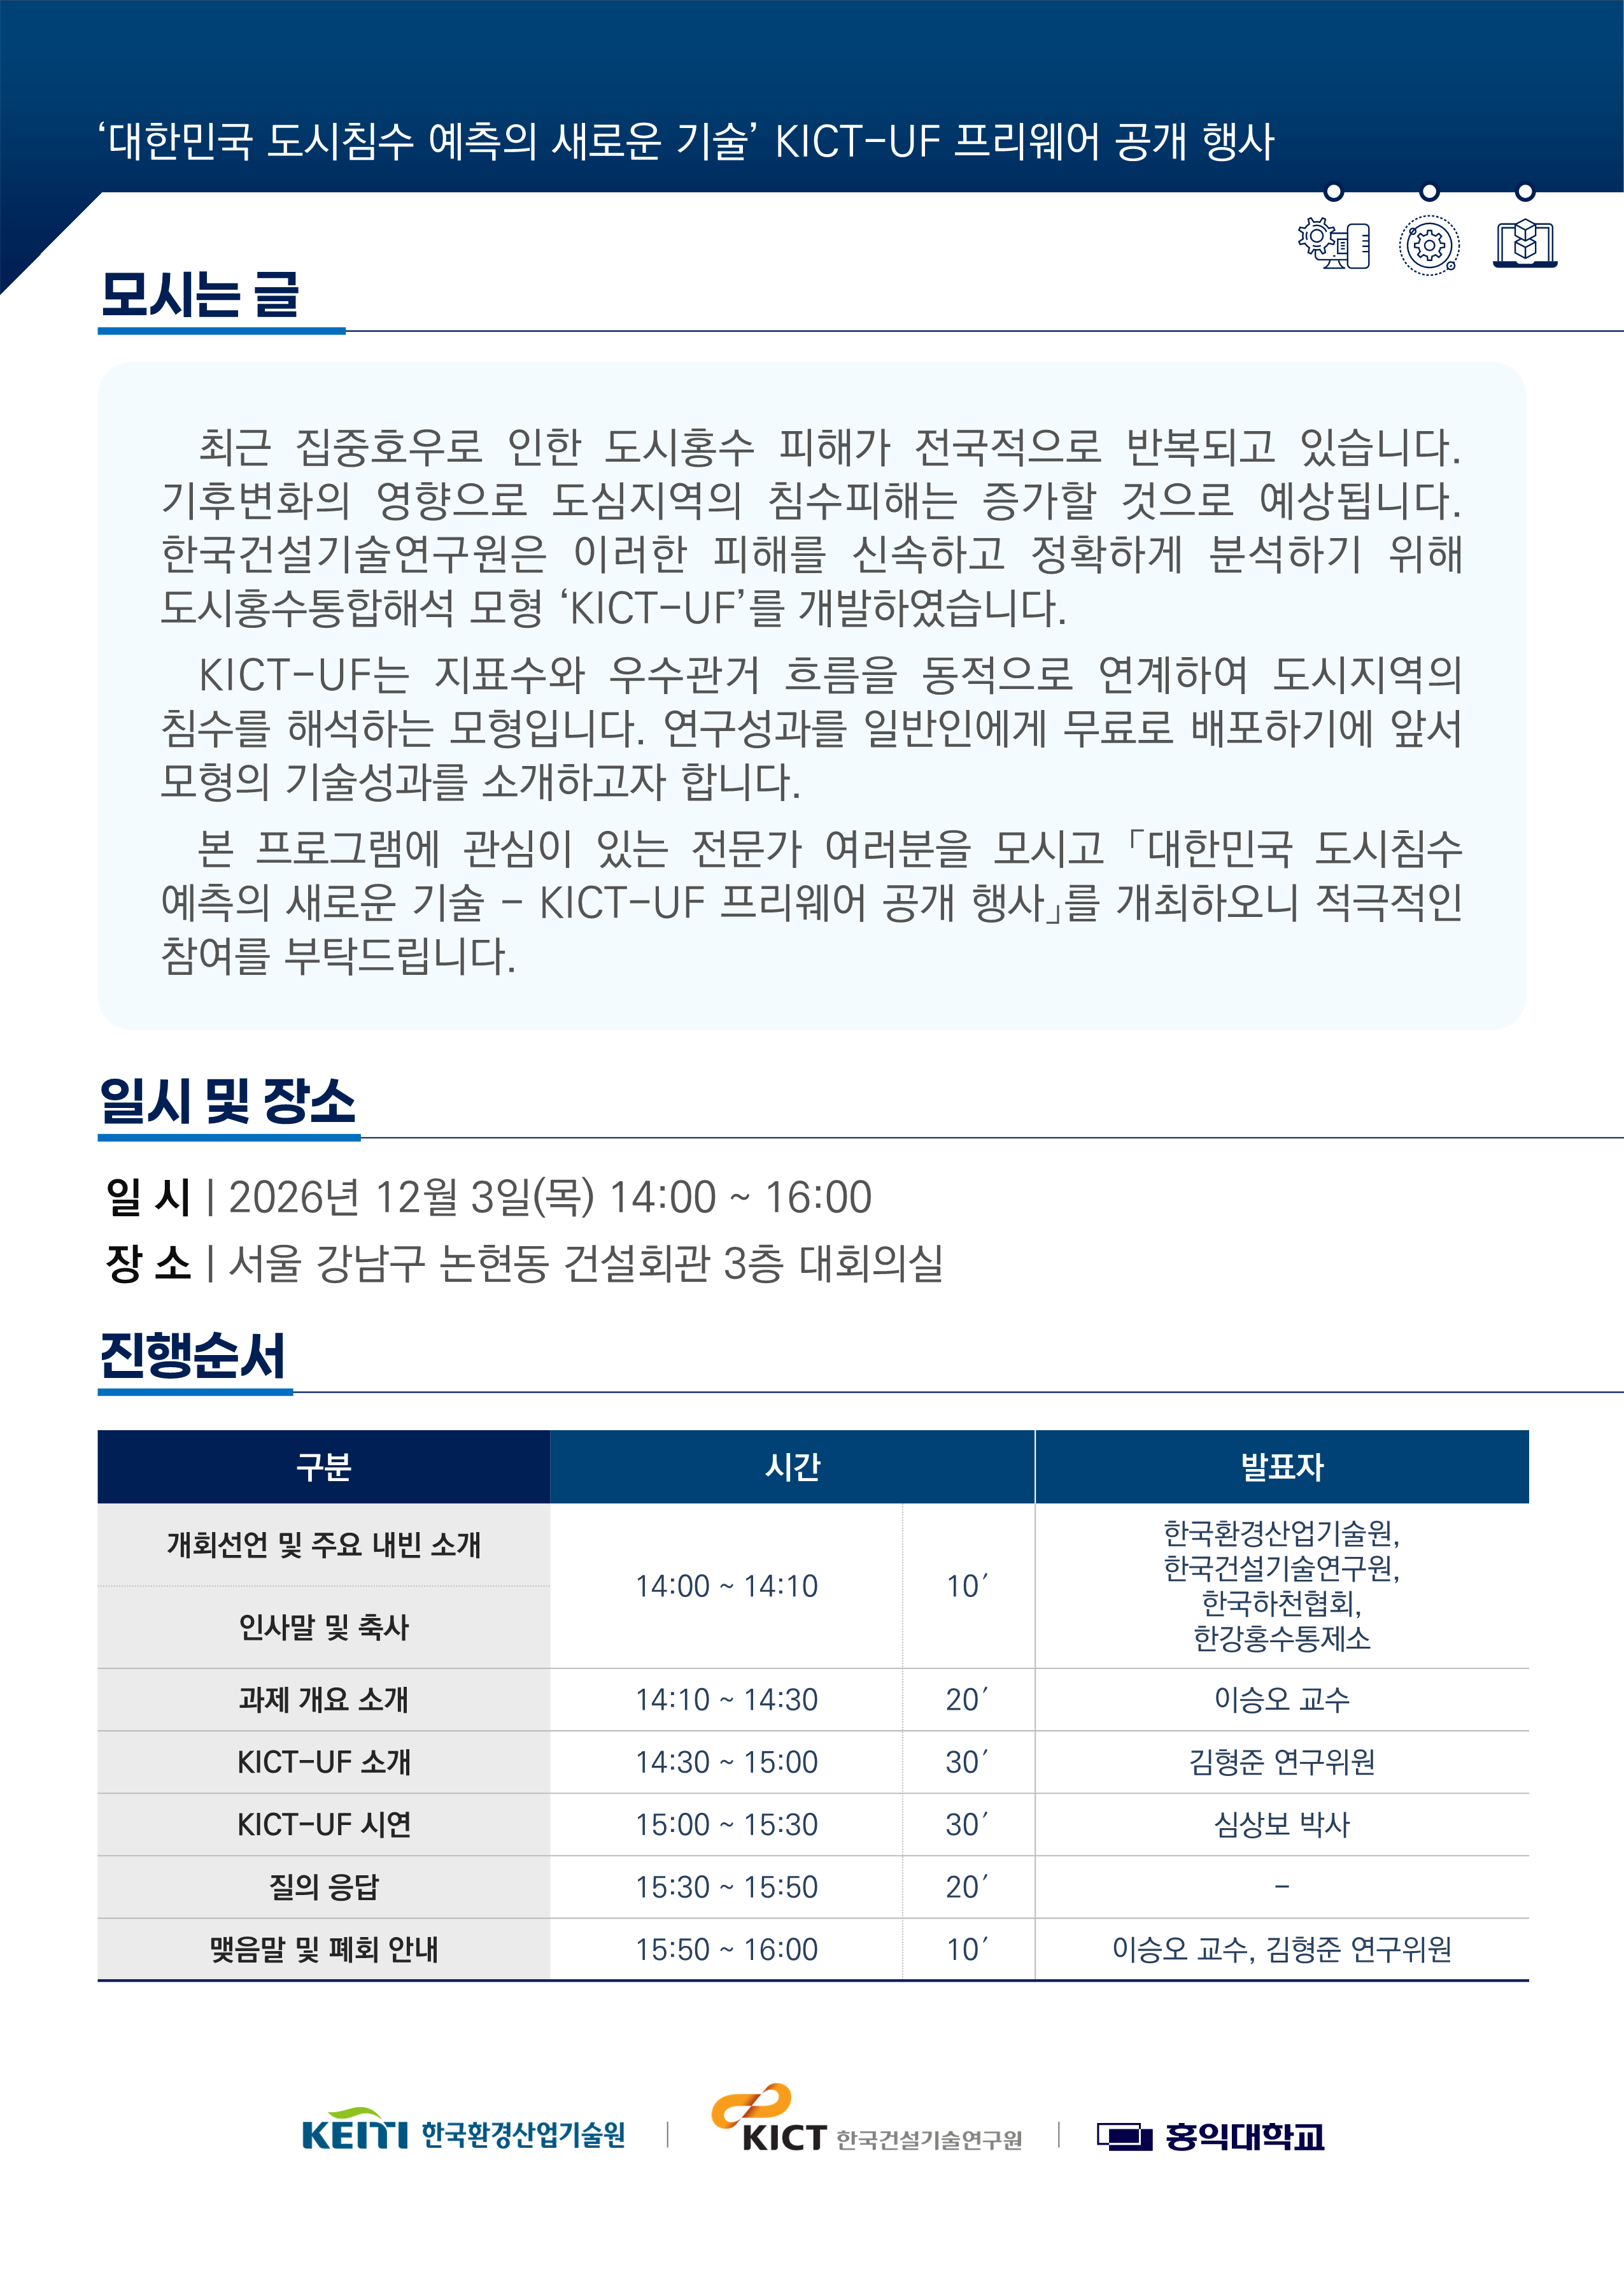 ‘대한민국 도시침수 예측의 새로운 기술’ KICT-UF 프리웨어 공개 행사
모시는 글
최근 집중호우로 인한 도시홍수 피해가 전국적으로 반복되고 있습니다.
기후변화의 영향으로 도심지역의 침수피해는 증가할 것으로 예상됩니다.
한국건설기술연구원은 이러한 피해를 신속하고 정확하게 분석하기 위해
도시홍수통합해석 모형 ‘KICT-UF’를 개발하였습니다.
KICT-UF는 지표수와 우수관거 흐름을 동적으로 연계하여 도시지역의
침수를 해석하는 모형입니다. 연구성과를 일반인에게 무료로 배포하기에 앞서
모형의 기술성과를 소개하고자 합니다.
본 프로그램에 관심이 있는 전문가 여러분을 모시고 「대한민국 도시침수
예측의 새로운 기술 - KICT-UF 프리웨어 공개 행사」를 개최하오니 적극적인
참여를 부탁드립니다.
일시 및 장소
일 시 | 2026년 12월 3일(목) 14:00 ~ 16:00
장 소 | 서울 강남구 논현동 건설회관 3층 대회의실
진행순서
구분 시간 발표자
개회선언 및 주요 내빈 소개
인사말 및 축사
14:00 ~ 14:10 10′
한국환경산업기술원,
한국건설기술연구원,
한국하천협회,
한강홍수통제소
과제 개요 소개 14:10 ~ 14:30 20′ 이승오 교수
KICT-UF 소개 14:30 ~ 15:00 30′ 김형준 연구위원
KICT-UF 시연 15:00 ~ 15:30 30′ 심상보 박사
질의 응답 15:30 ~ 15:50 20′ -
맺음말 및 폐회 안내 15:50 ~ 16:00 10′ 이승오 교수, 김형준 연구위원
KEITI 한국환경산업기술원 | KICT 한국건설기술연구원 | 홍익대학교